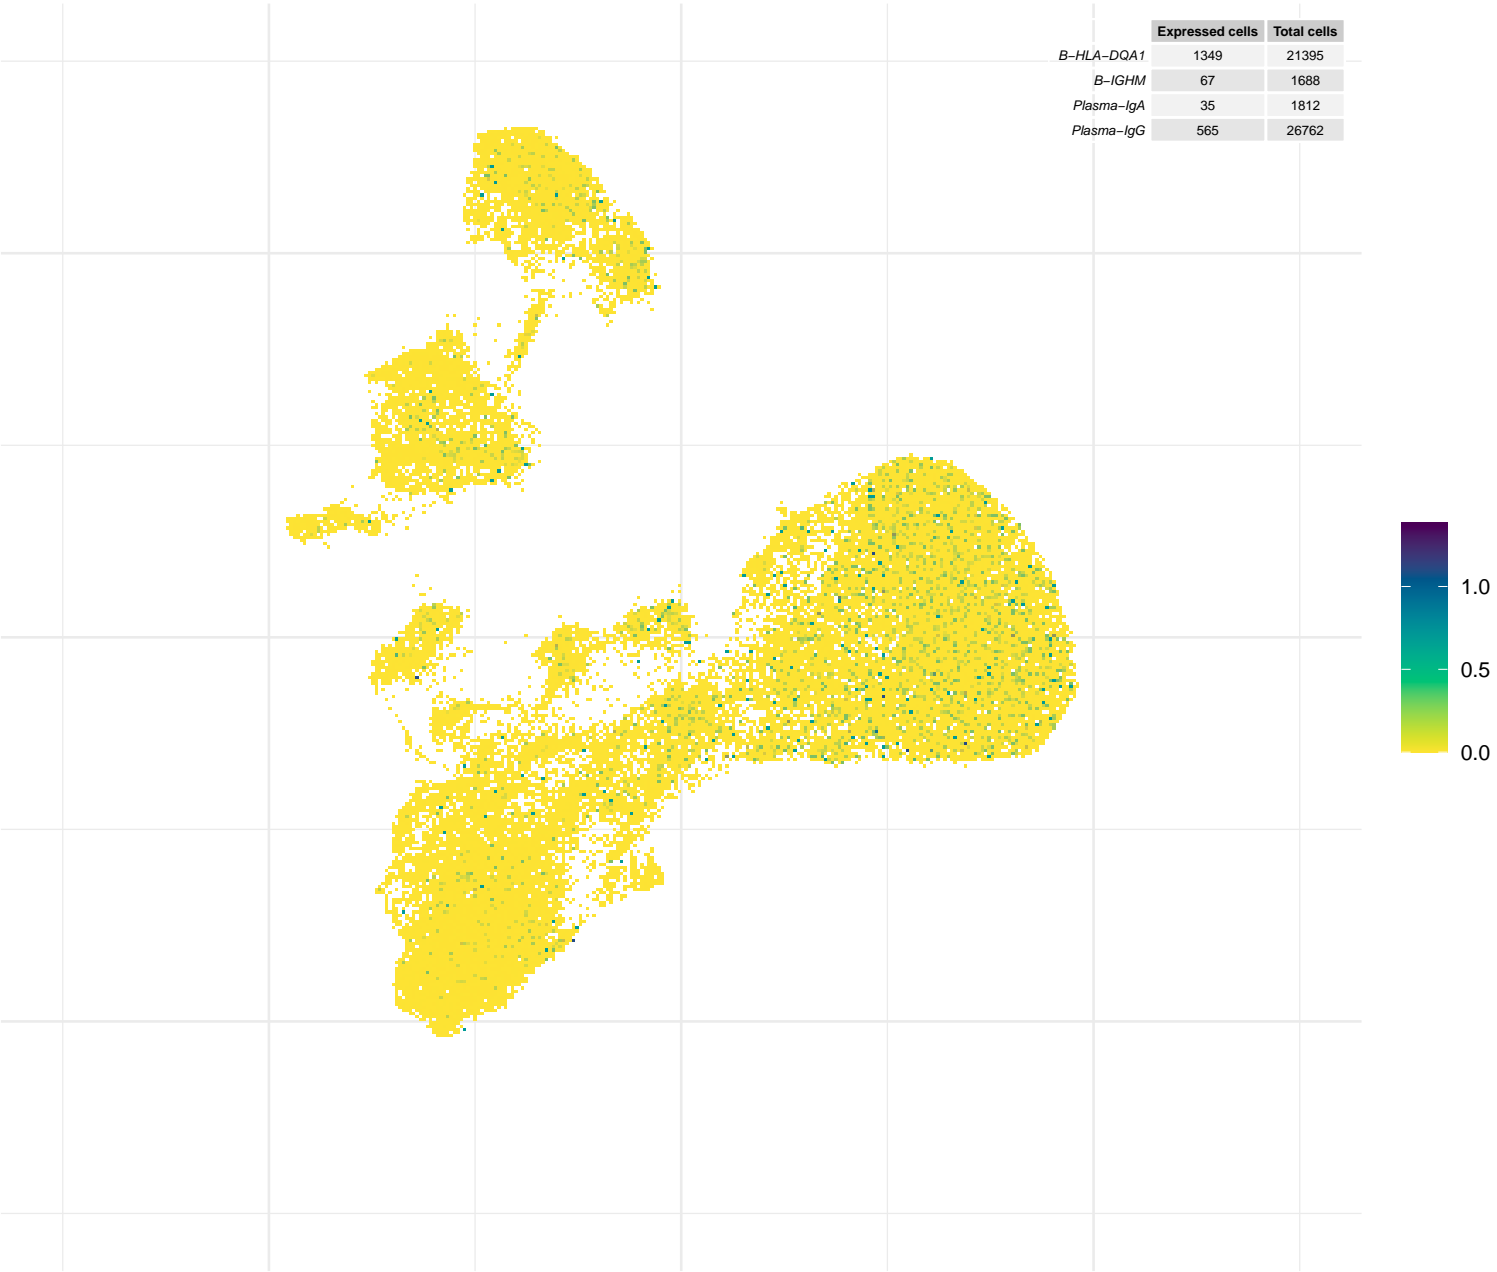 Expressed cells Total cells
B−HLA−DQA1 1349 21395
B−IGHM 67 1688
Plasma−IgA 35 1812
Plasma−IgG 565 26762
1.0
0.5
0.0